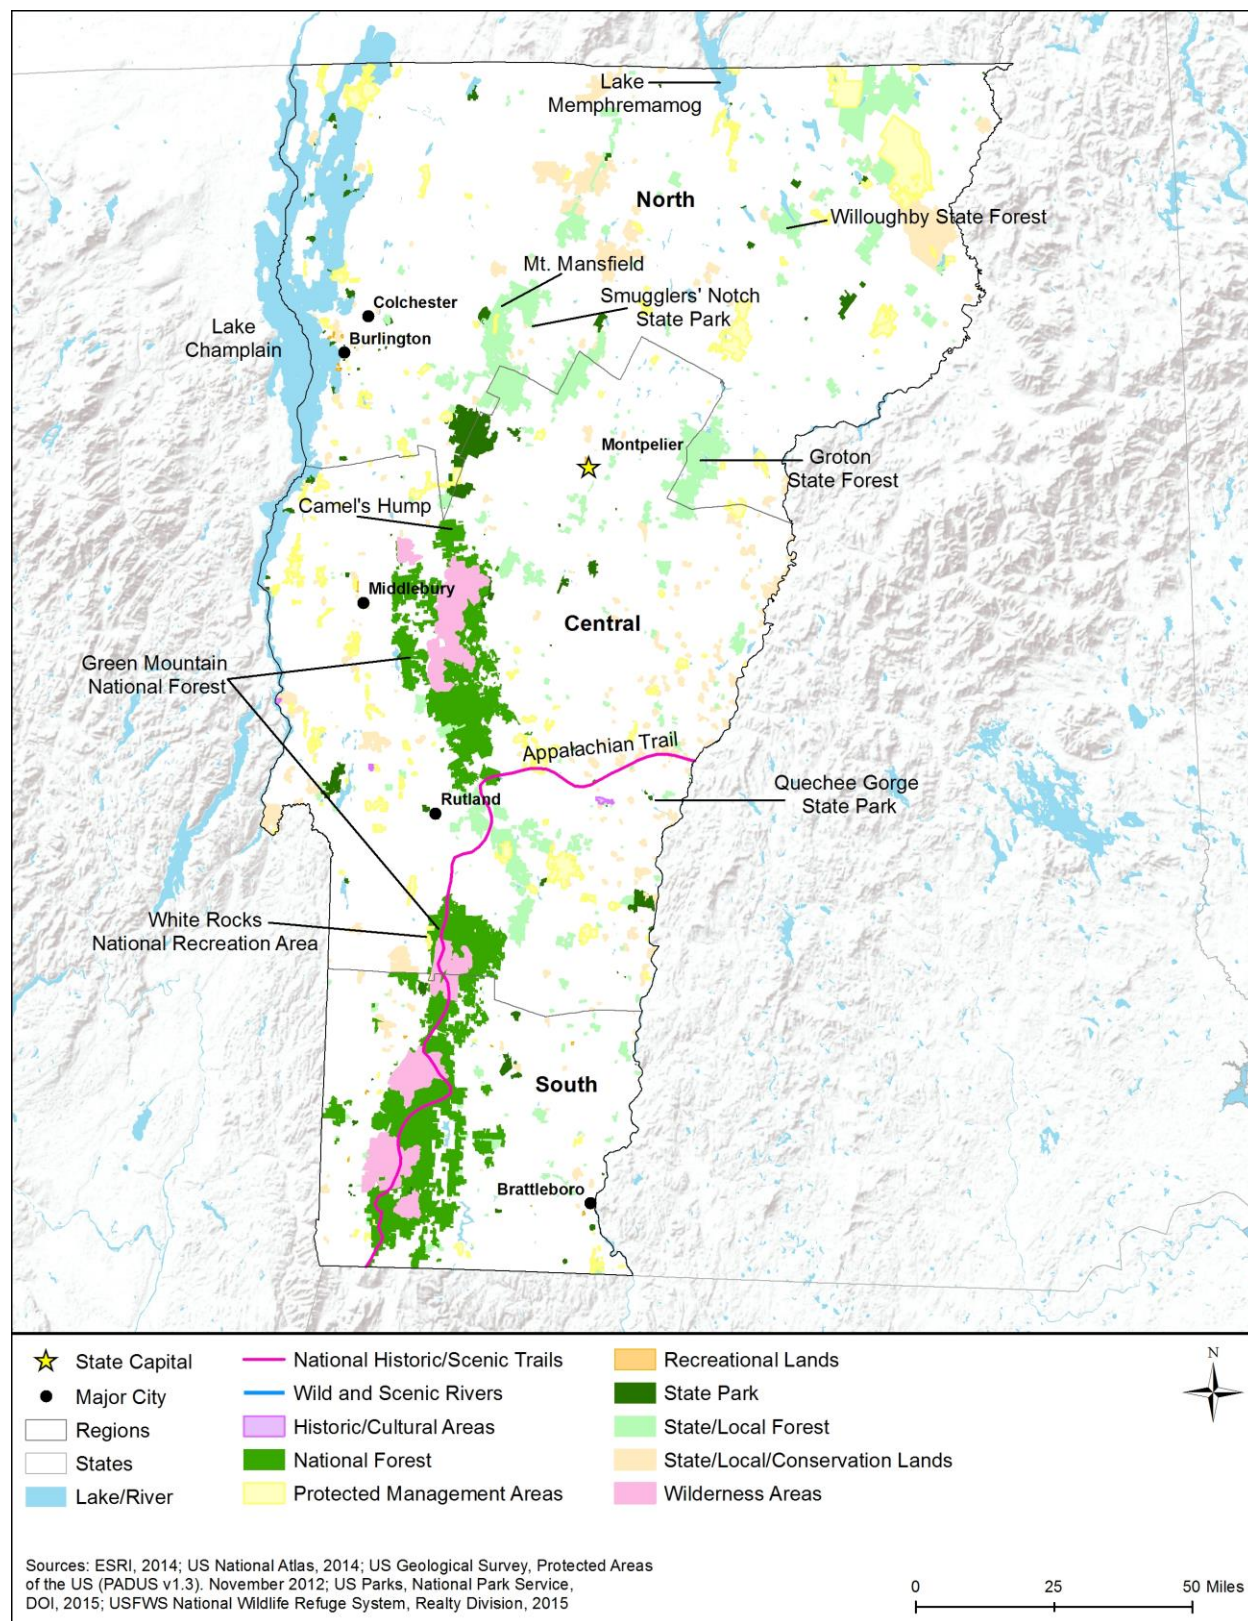 Lake
Memphremamog
North
Willoughby State Forest
Mt. Mansfield
Smugglers' Notch
State Park
Colchester
Lake
Champlain
Burlington
Montpelier
Groton
State Forest
Camel's Hump
Middlebury
Central
Green Mountain
National Forest
Appalachian Trail
Quechee Gorge
State Park
Rutland
White Rocks
National Recreation Area
South
Brattleboro
State Capital
Major City
Regions
States
Lake/River
National Historic/Scenic Trails
Wild and Scenic Rivers
Historic/Cultural Areas
National Forest
Protected Management Areas
Recreational Lands
State Park
State/Local Forest
State/Local/Conservation Lands
Wilderness Areas
N
Sources: ESRI, 2014; US National Atlas, 2014; US Geological Survey, Protected Areas
of the US (PADUS v1.3). November 2012; US Parks, National Park Service,
DOI, 2015; USFWS National Wildlife Refuge System, Realty Division, 2015
0 25 50 Miles